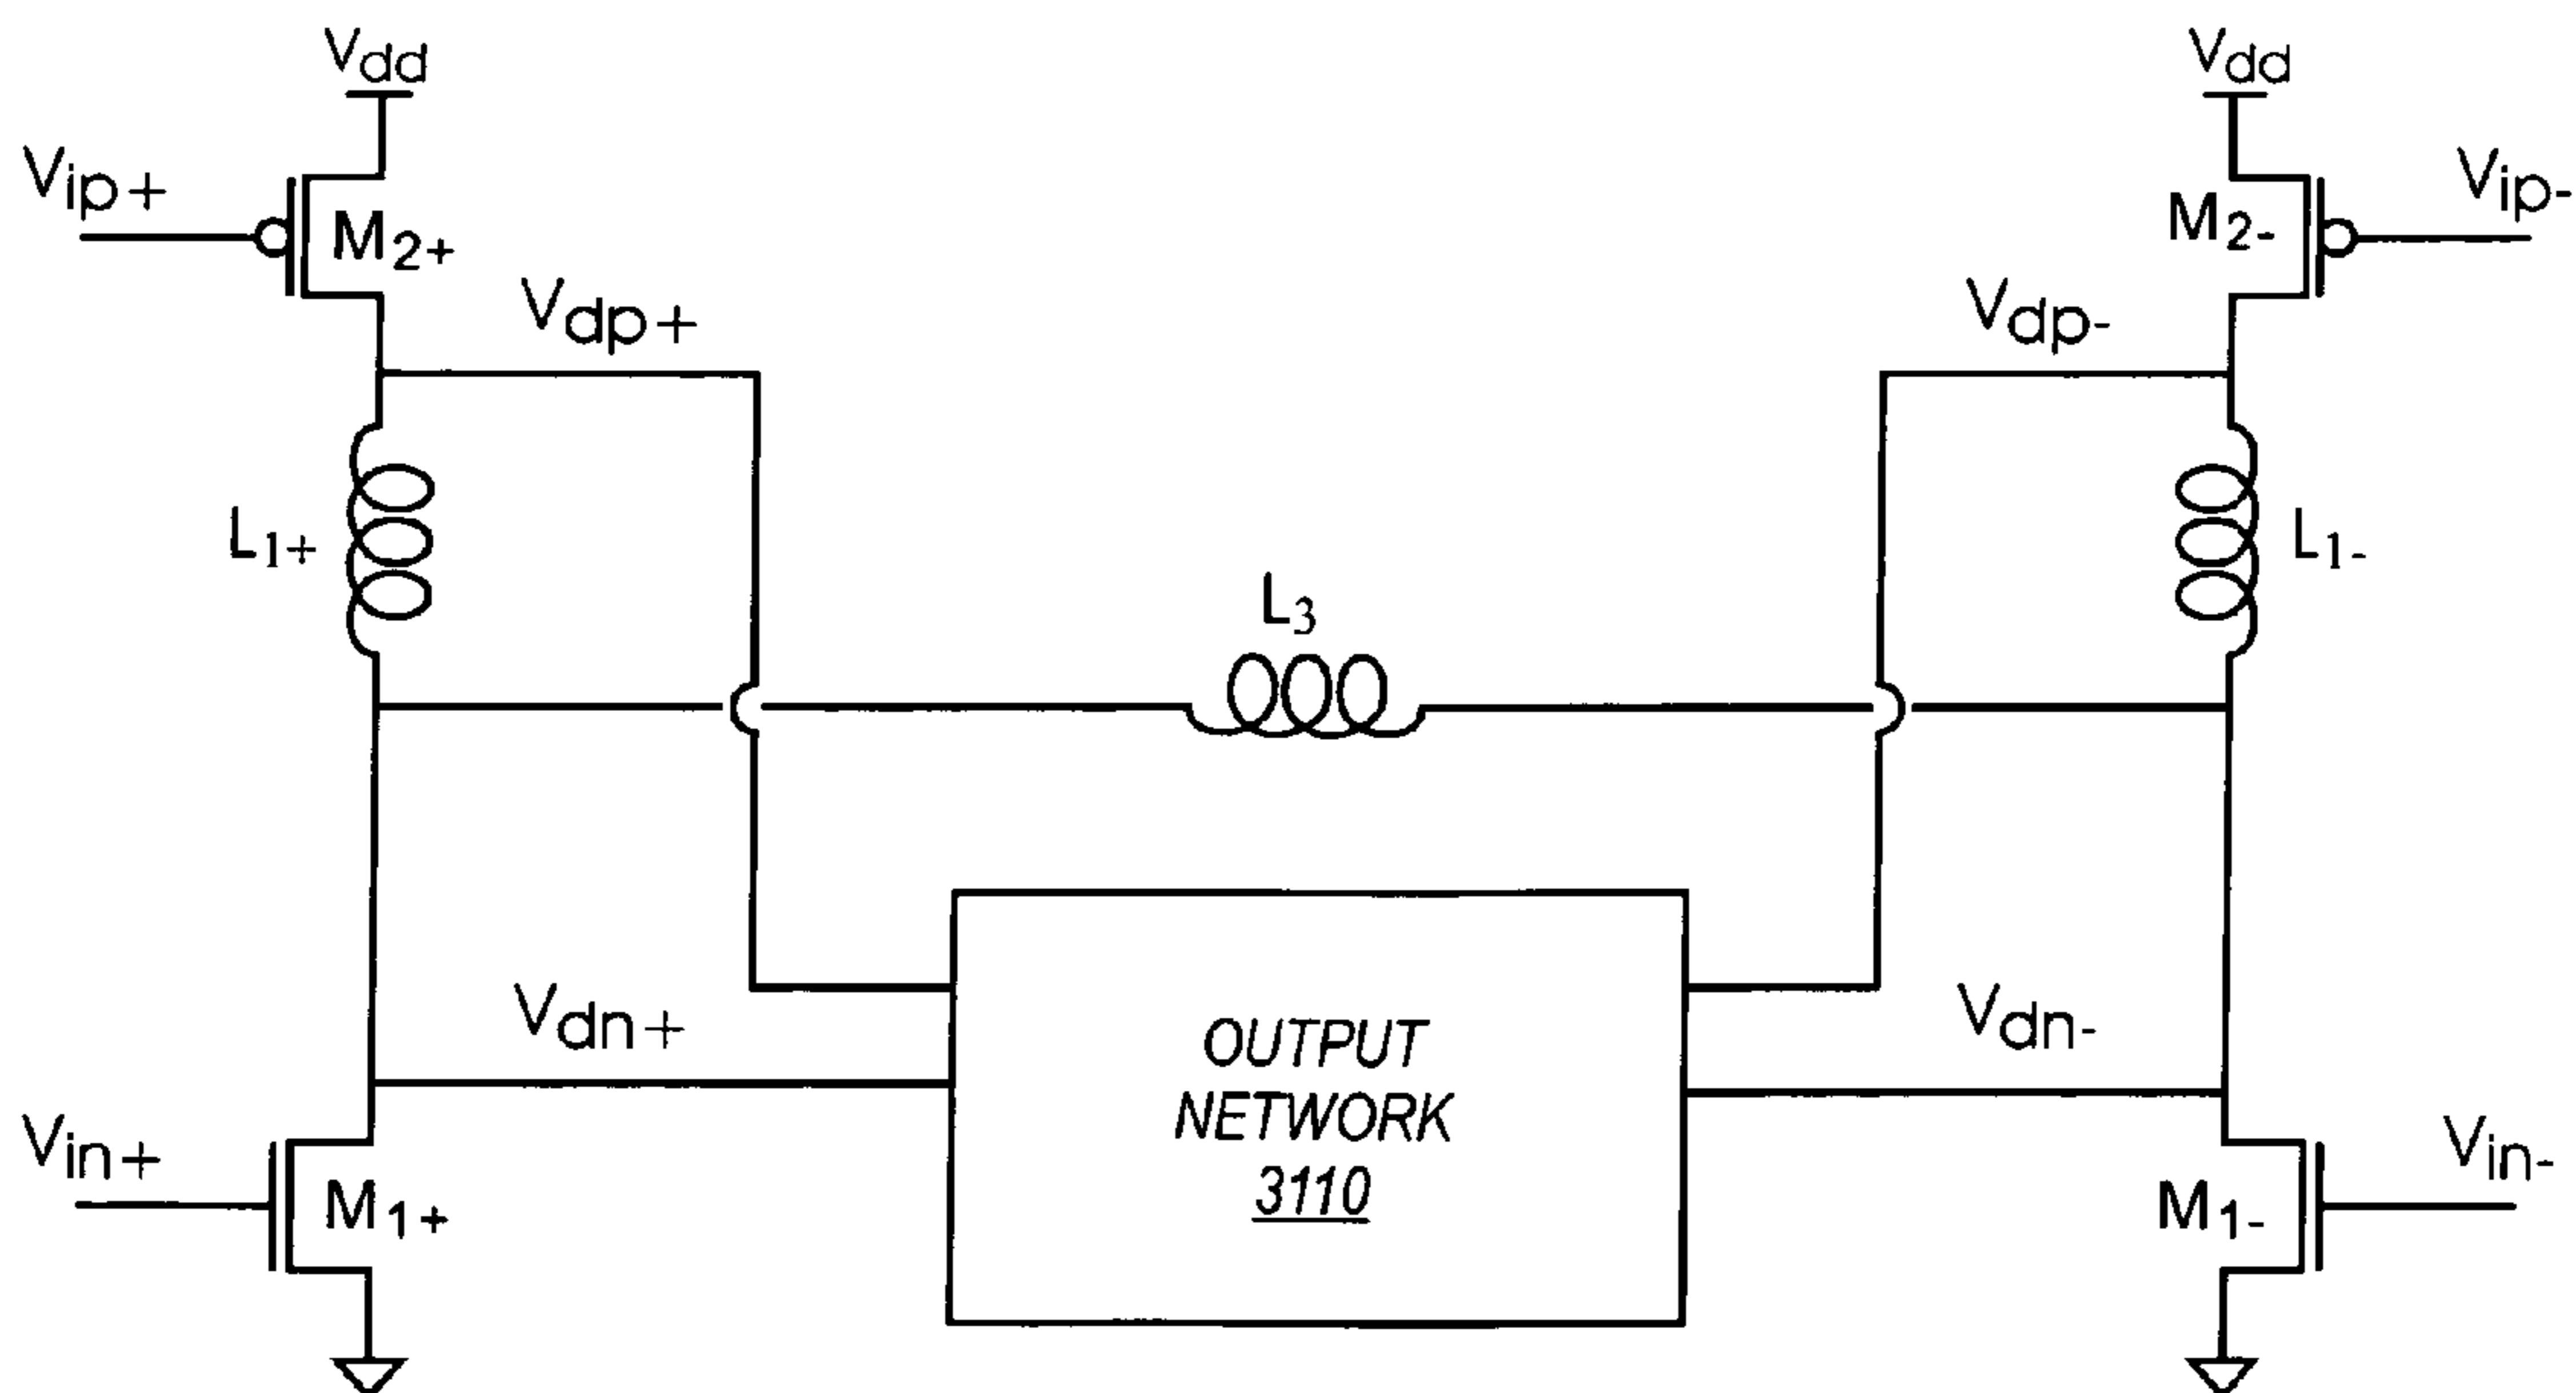 Vdd
Vdd
Vip+
M2+
M2-
Vip-
Vdp+
Vdp-
L1+
L1-
L3
Vdn+
Vdn-
OUTPUT
NETWORK
3110
Vin+
M1+
M1-
Vin-